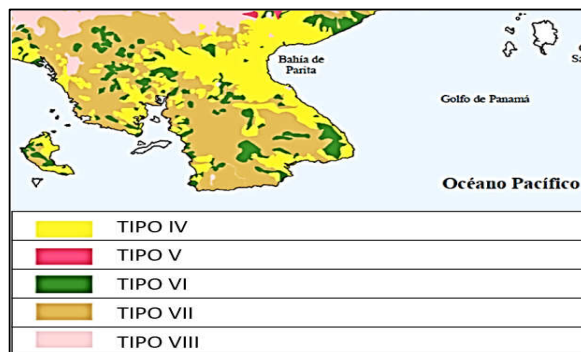 Bahía de
Parita
Golfo de Panamá
Océano Pacífico
TIPO IV
TIPO V
TIPO VI
TIPO VII
TIPO VIII